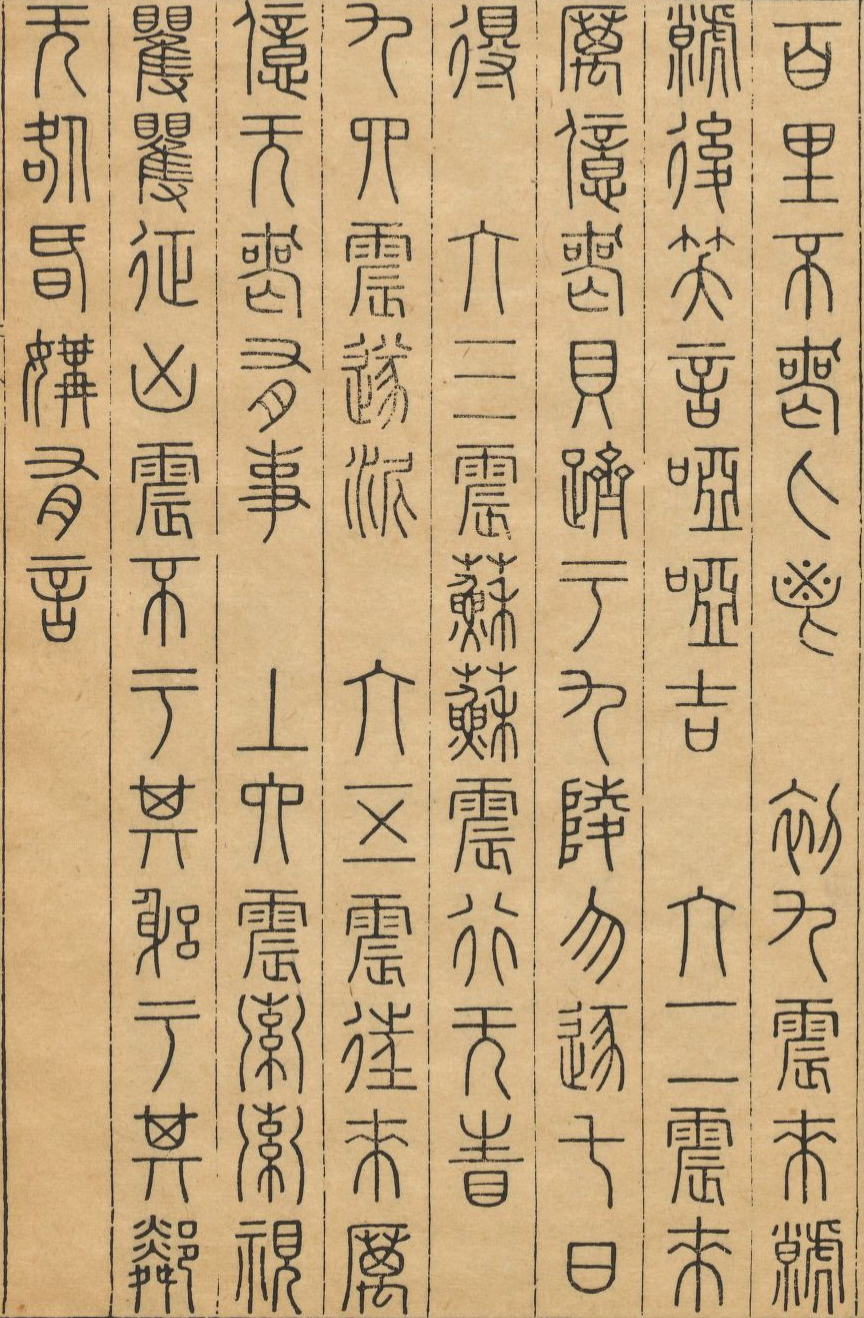 百里不喪匕鬯 初九震來虩
虩後笑言啞啞吉 六二震來
厲億喪貝躋于九陵勿逐七日
得 六三震蘇蘇震行无眚
九四震遂泥 六五震往來厲
億无喪有事 上六震索索視
矍矍征凶震不于其躳于其鄰
无咎昏媾有言